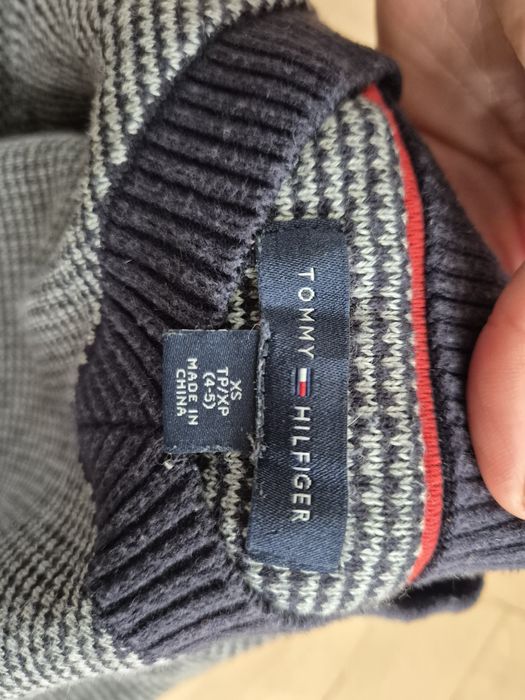 TOMMY HILFIGER
XS
TP/XP
(4-5)
MADE IN
CHINA